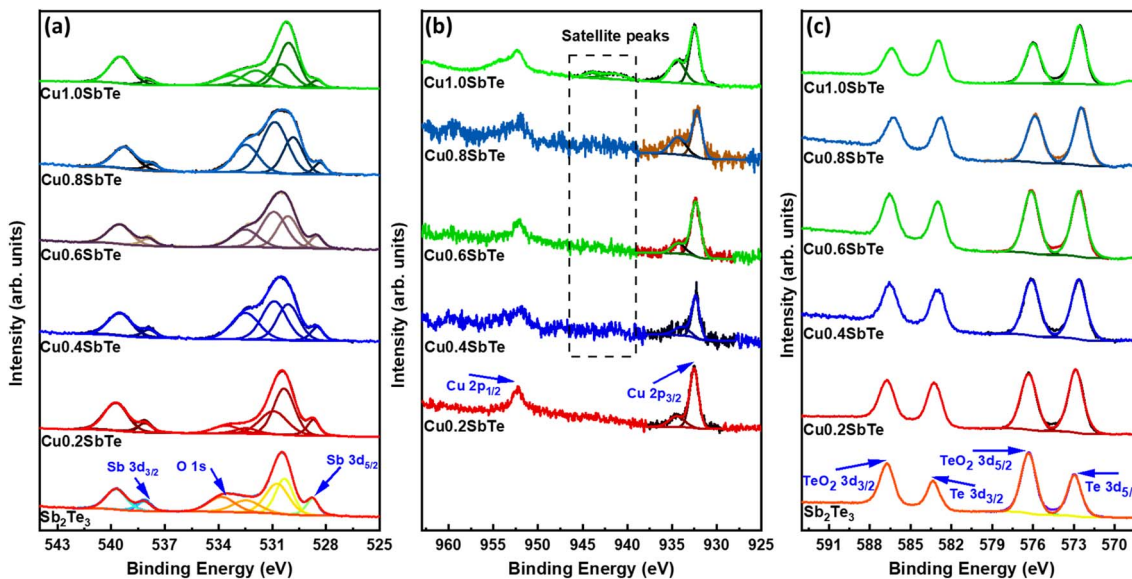 (a)
Cu1.0SbTe
Cu0.8SbTe
Cu0.6SbTe
Cu0.4SbTe
Cu0.2SbTe
Sb 3d3/2
O 1s
Sb 3d5/2
Sb2Te3
543 540 537 534 531 528 525
Binding Energy (eV)
Intensity (arb. units)
(b)
Satellite peaks
Cu1.0SbTe
Cu0.8SbTe
Cu0.6SbTe
Cu0.4SbTe
Cu 2p1/2
Cu 2p3/2
Cu0.2SbTe
960 955 950 945 940 935 930 925
Binding Energy (eV)
Intensity (arb. units)
(c)
Cu1.0SbTe
Cu0.8SbTe
Cu0.6SbTe
Cu0.4SbTe
Cu0.2SbTe
TeO2 3d3/2
Te 3d3/2
TeO2 3d5/2
Te 3d5/
Sb2Te3
591 588 585 582 579 576 573 570
Binding Energy (eV)
Intensity (arb. units)